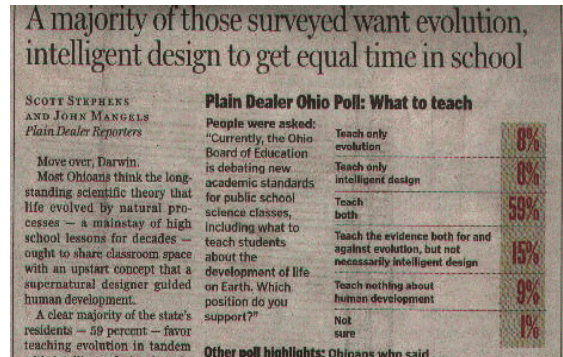 A majority of those surveyed want evolution,
intelligent design to get equal time in school
SCOTT STEPHENS
AND JOHN MANGELS
Plain Dealer Reporters
Move over, Darwin.
Most Ohioans think the long-
standing scientific theory that
life evolved by natural pro-
cesses — a mainstay of high
school lessons for decades —
ought to share classroom space
with an upstart concept that a
supernatural designer guided
human development.
A clear majority of the state's
residents — 59 percent — favor
teaching evolution in tandem
Plain Dealer Ohio Poll: What to teach
People were asked:
"Currently, the Ohio
Board of Education
is debating new
academic standards
for public school
science classes,
including what to
teach students
about the
development of life
on Earth. Which
position do you
support?"
Teach only
evolution
8%
Teach only
intelligent design
8%
Teach
both
59%
Teach the evidence both for and
against evolution, but not
necessarily intelligent design
15%
Teach nothing about
human development
9%
Not
sure
1%
Other poll highlights: Ohioans who said